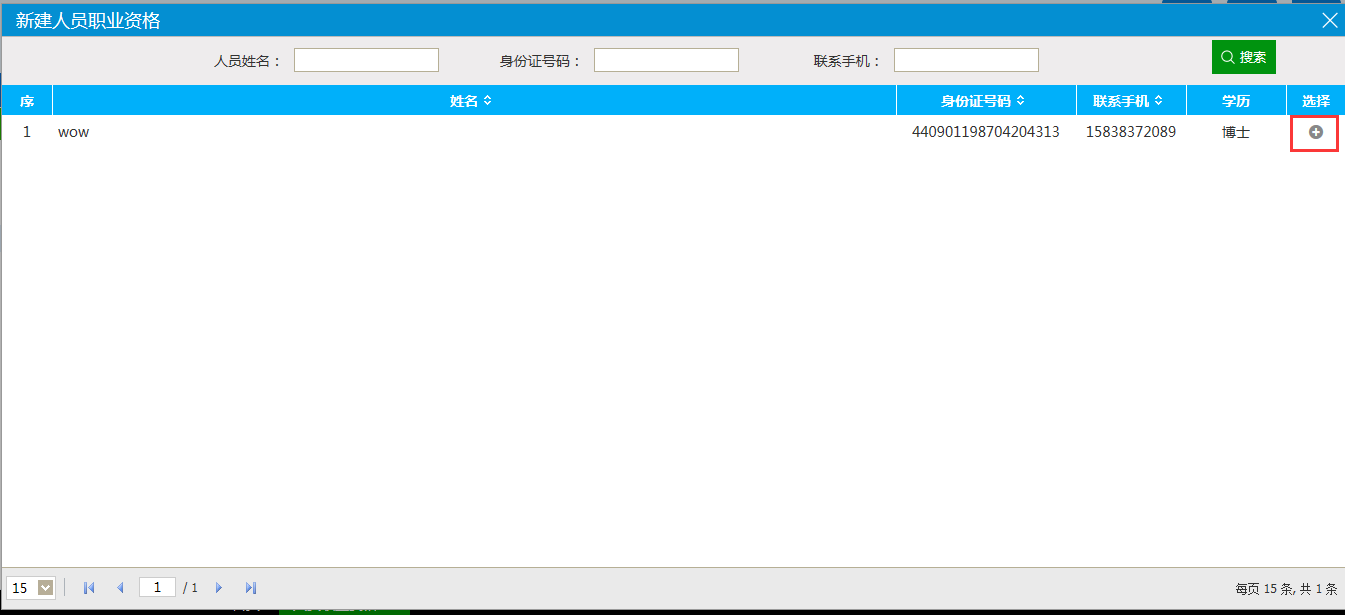 新建人员职业资格
人员姓名： 身份证号码： 联系手机： 搜索
序 姓名 身份证号码 联系手机 学历 选择
1 wow 440901198704204313 15838372089 博士
15 1 / 1 每页 15 条, 共 1 条